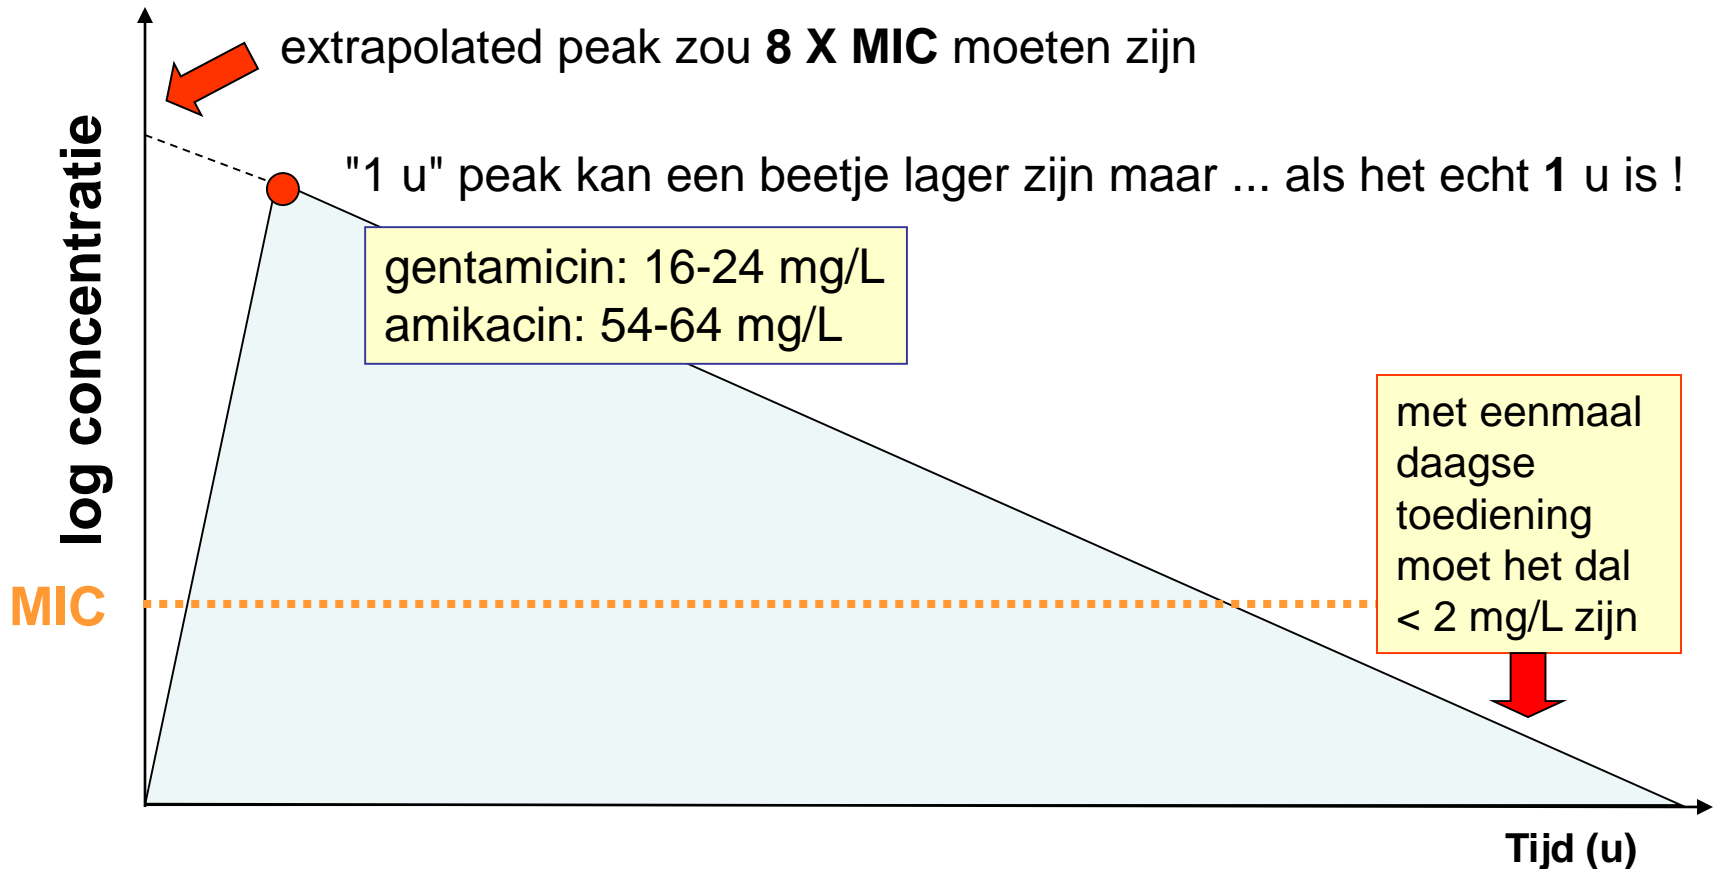 extrapolated peak zou 8 X MIC moeten zijn
"1 u" peak kan een beetje lager zijn maar ... als het echt 1 u is !
log concentratie
gentamicin: 16-24 mg/L
amikacin: 54-64 mg/L
met eenmaal
daagse
toediening
moet het dal
< 2 mg/L zijn
MIC
Tijd (u)